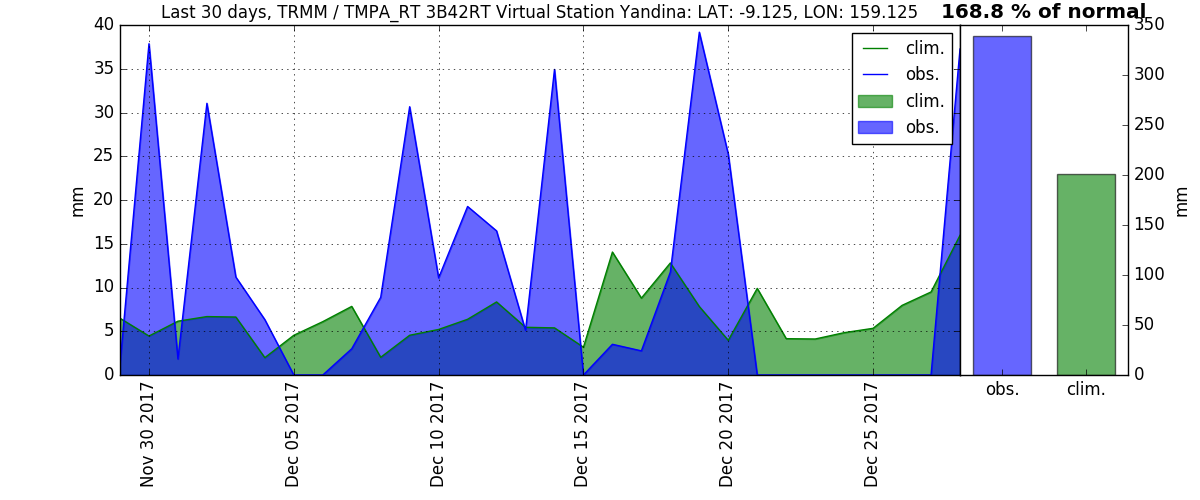 Last 30 days, TRMM / TMPA_RT 3B42RT Virtual Station Yandina: LAT: -9.125, LON: 159.125
168.8 % of normal
40
35
30
25
20
15
10
5
0
mm
clim.
obs.
clim.
obs.
Nov 30 2017
Dec 05 2017
Dec 10 2017
Dec 15 2017
Dec 20 2017
Dec 25 2017
350
300
250
200
150
100
50
0
mm
obs.
clim.